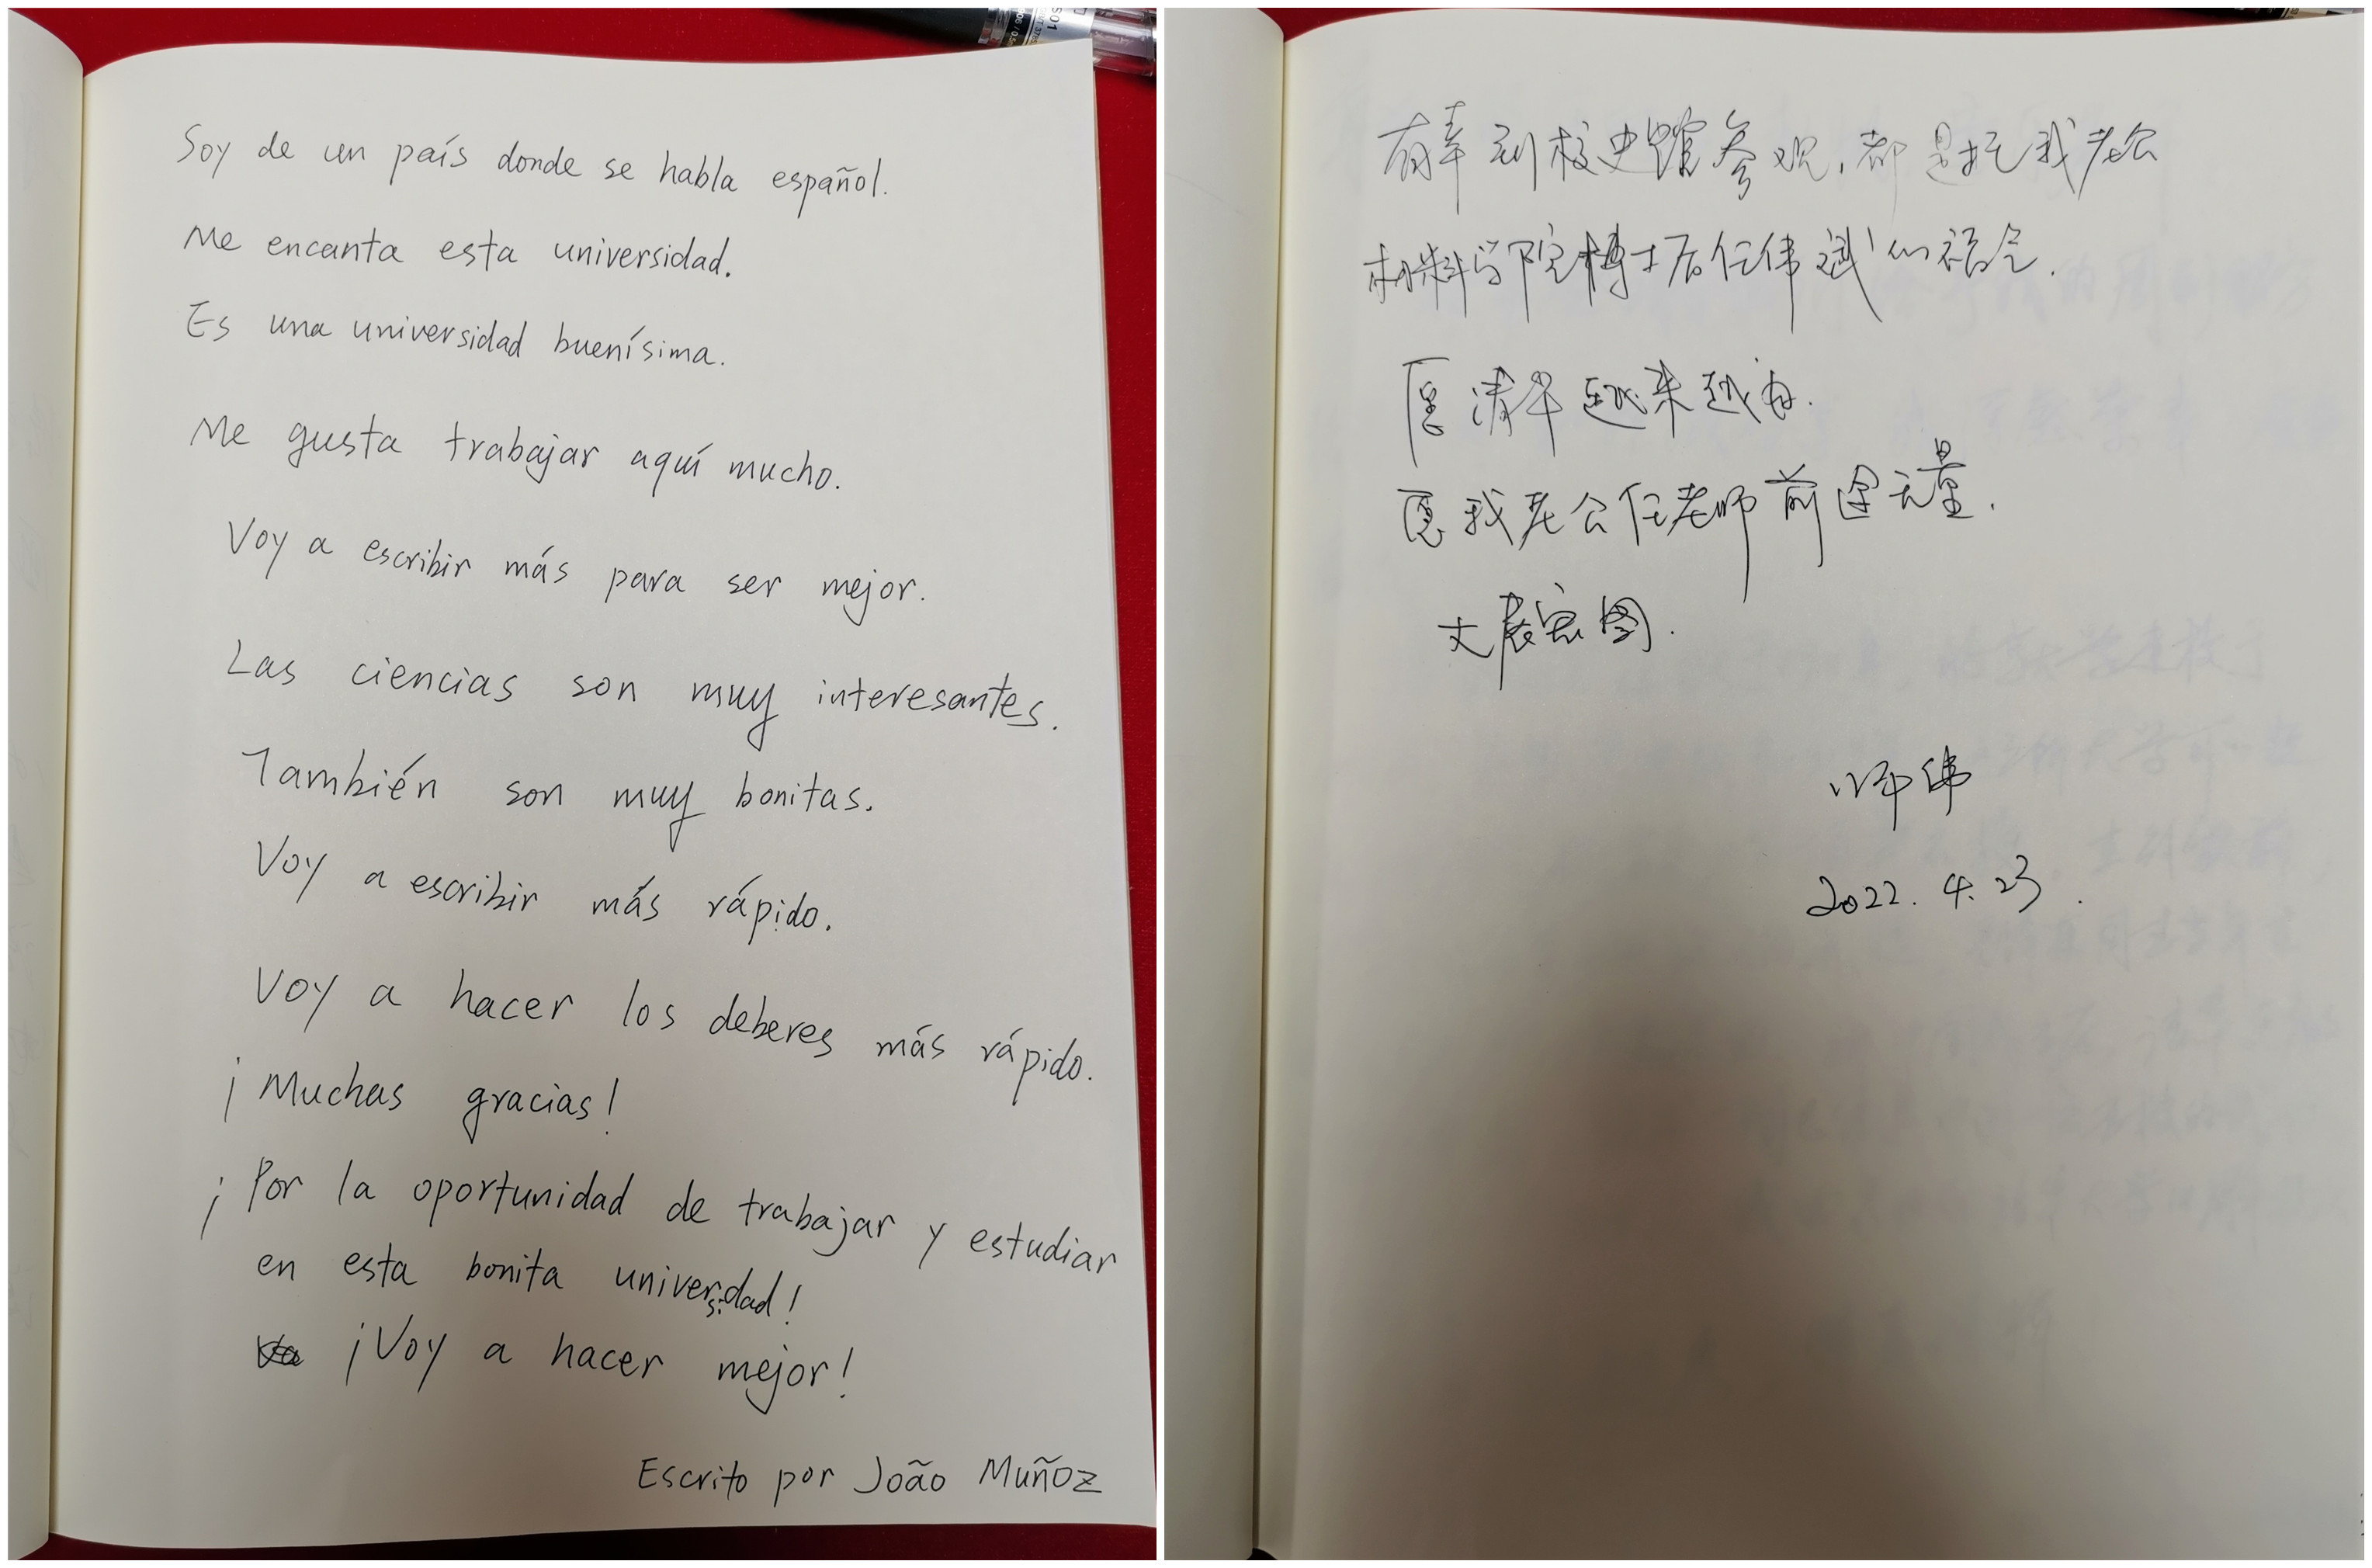 Soy de un país donde se habla español.
Me encanta esta universidad.
Es una universidad buenísima.
Me gusta trabajar aquí mucho.
Voy a escribir más para ser mejor.
Las ciencias son muy interesantes.
También son muy bonitas.
Voy a escribir más rápido.
Voy a hacer los deberes más rápido.
¡Muchas gracias!
¡Por la oportunidad de trabajar y estudiar
en esta bonita universidad!
¡Voy a hacer mejor!
Escrito por João Muñoz
有幸到校史馆参观,都是托我老公
材料学院博士后任伟斌的福气.
愿清华越来越好.
愿我老公任老师前途无量.
大展宏图.
师伟
2022.4.23.